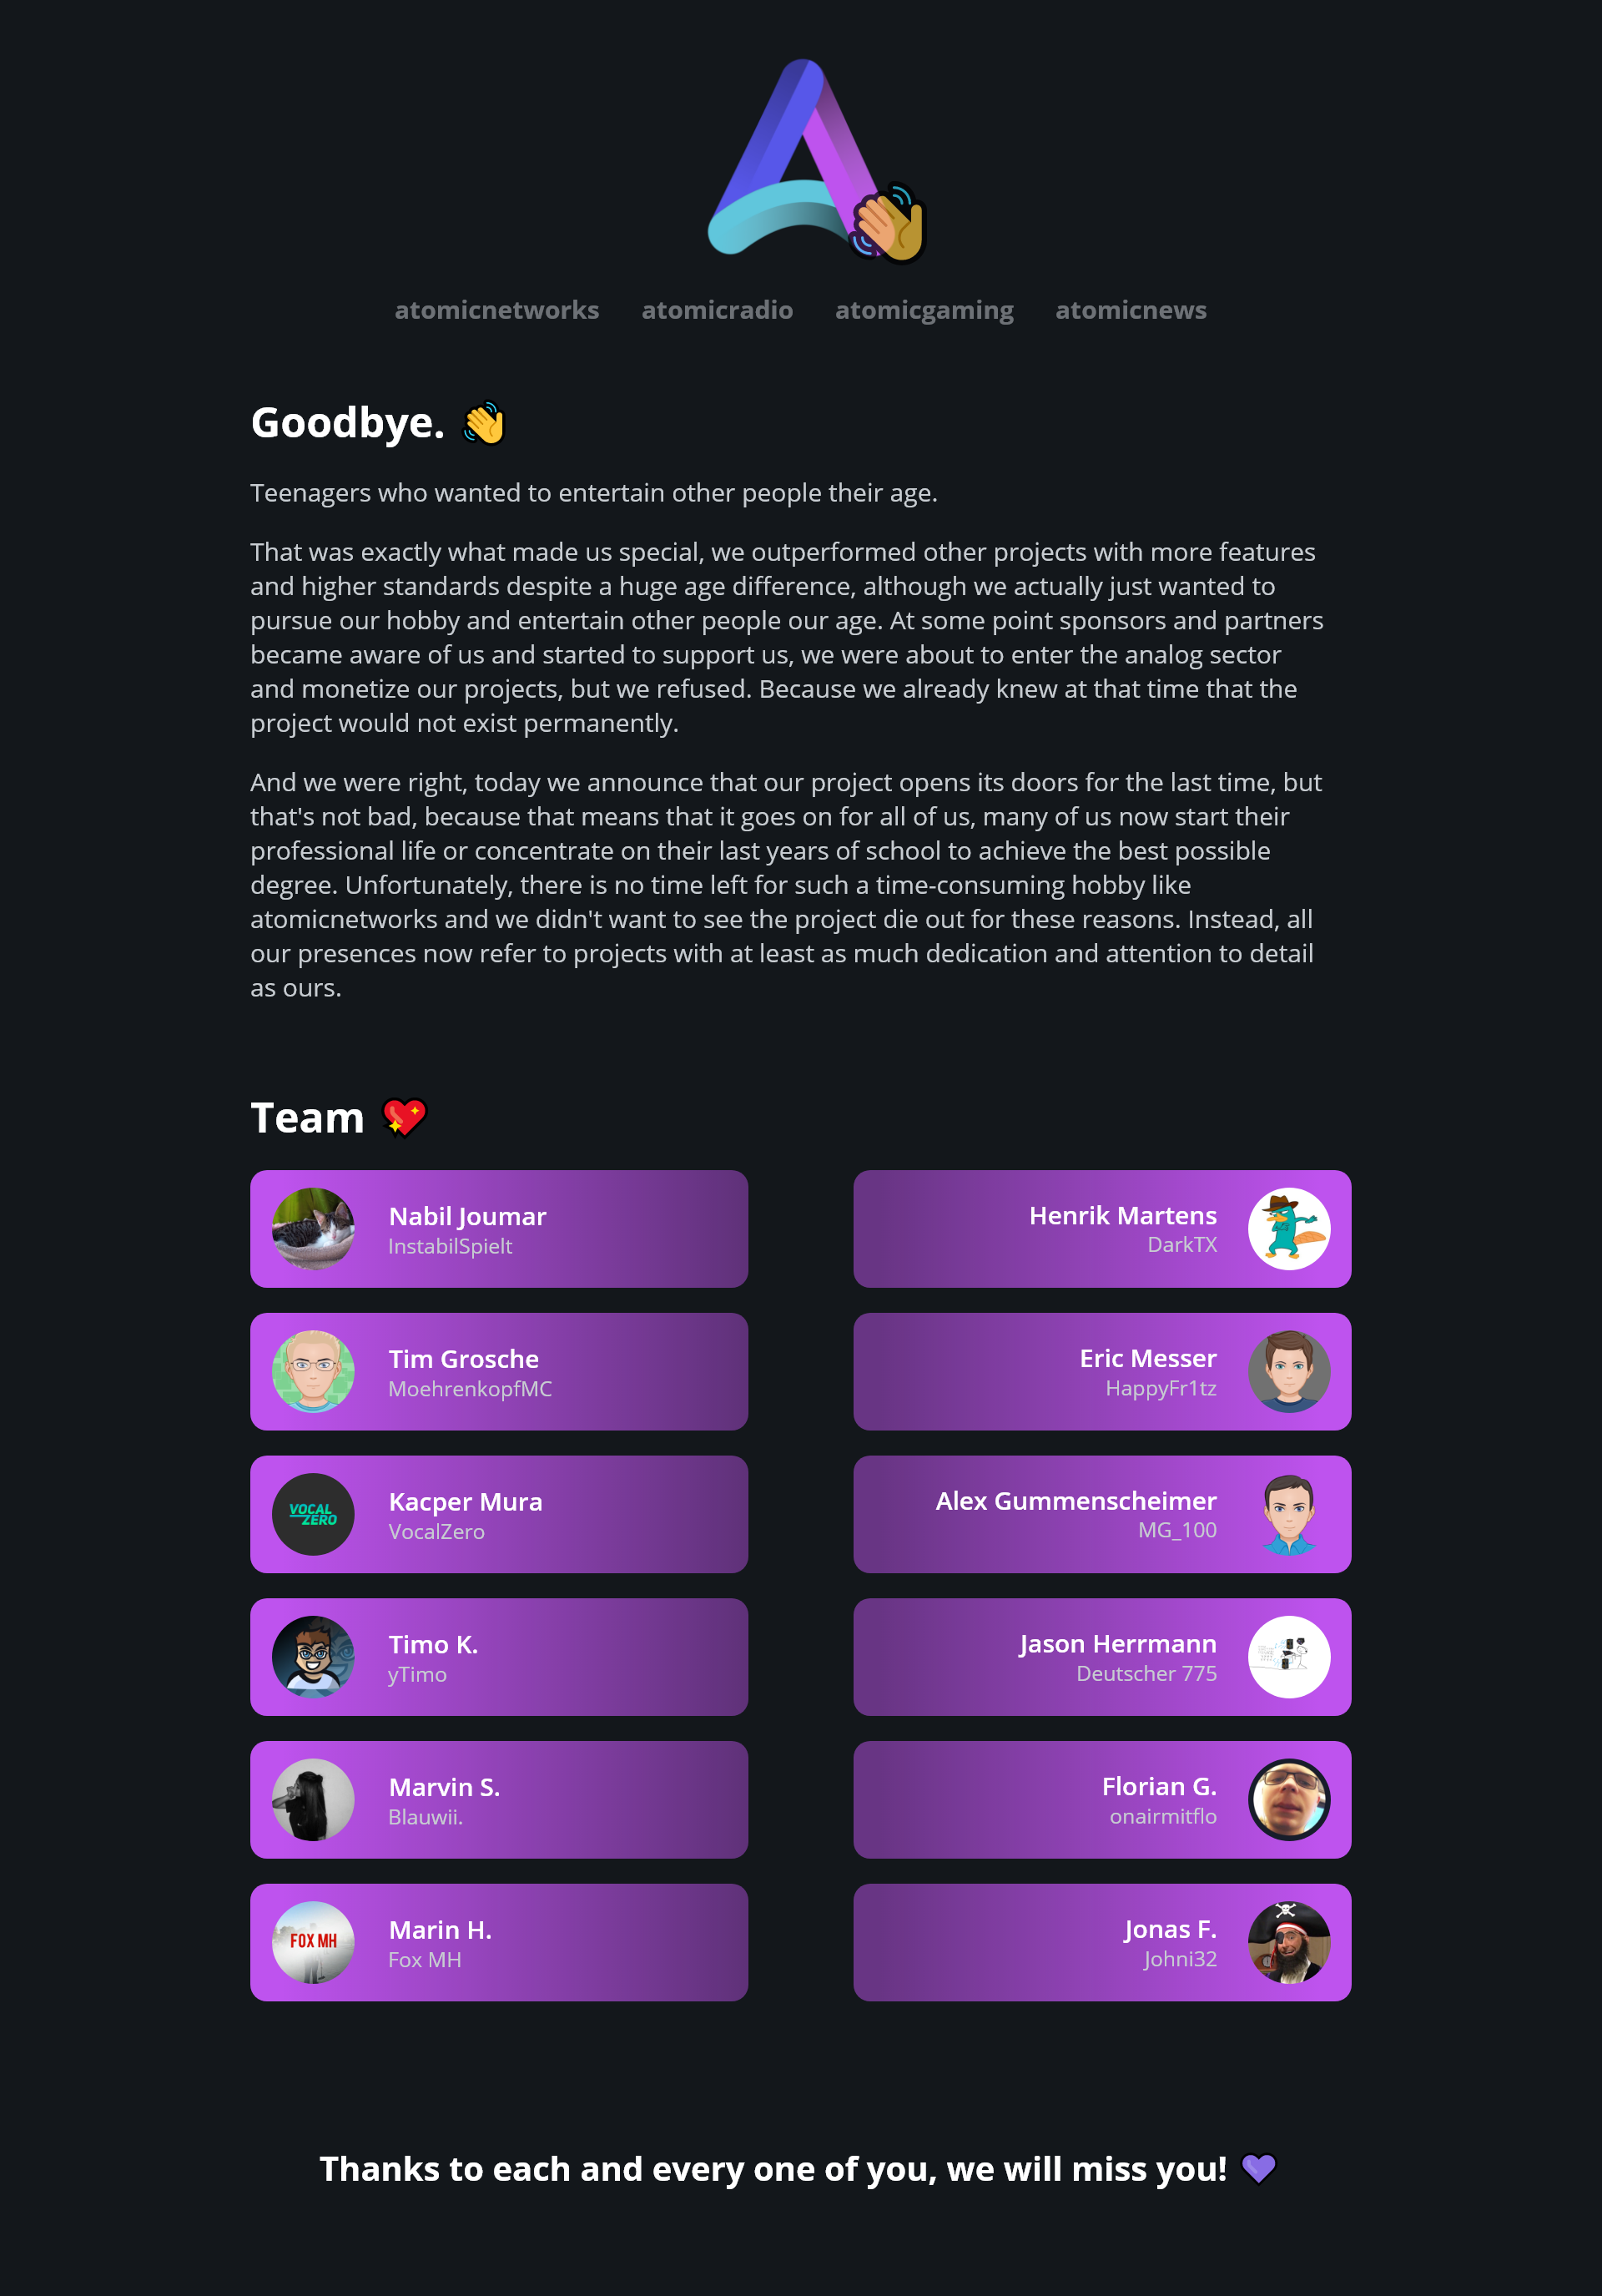 atomicnetworks atomicradio atomicgaming atomicnews
Goodbye. 👋
Teenagers who wanted to entertain other people their age.
That was exactly what made us special, we outperformed other projects with more features
and higher standards despite a huge age difference, although we actually just wanted to
pursue our hobby and entertain other people our age. At some point sponsors and partners
became aware of us and started to support us, we were about to enter the analog sector
and monetize our projects, but we refused. Because we already knew at that time that the
project would not exist permanently.
And we were right, today we announce that our project opens its doors for the last time, but
that's not bad, because that means that it goes on for all of us, many of us now start their
professional life or concentrate on their last years of school to achieve the best possible
degree. Unfortunately, there is no time left for such a time-consuming hobby like
atomicnetworks and we didn't want to see the project die out for these reasons. Instead, all
our presences now refer to projects with at least as much dedication and attention to detail
as ours.
Team 💖
Nabil Joumar
InstabilSpielt
Henrik Martens
DarkTX
Tim Grosche
MoehrenkopfMC
Eric Messer
HappyFr1tz
VOCAL
ZERO
Kacper Mura
VocalZero
Alex Gummenscheimer
MG_100
Timo K.
yTimo
Jason Herrmann
Deutscher 775
Marvin S.
Blauwii.
Florian G.
onairmitflo
FOX MH
Marin H.
Fox MH
Jonas F.
Johni32
Thanks to each and every one of you, we will miss you! 💜